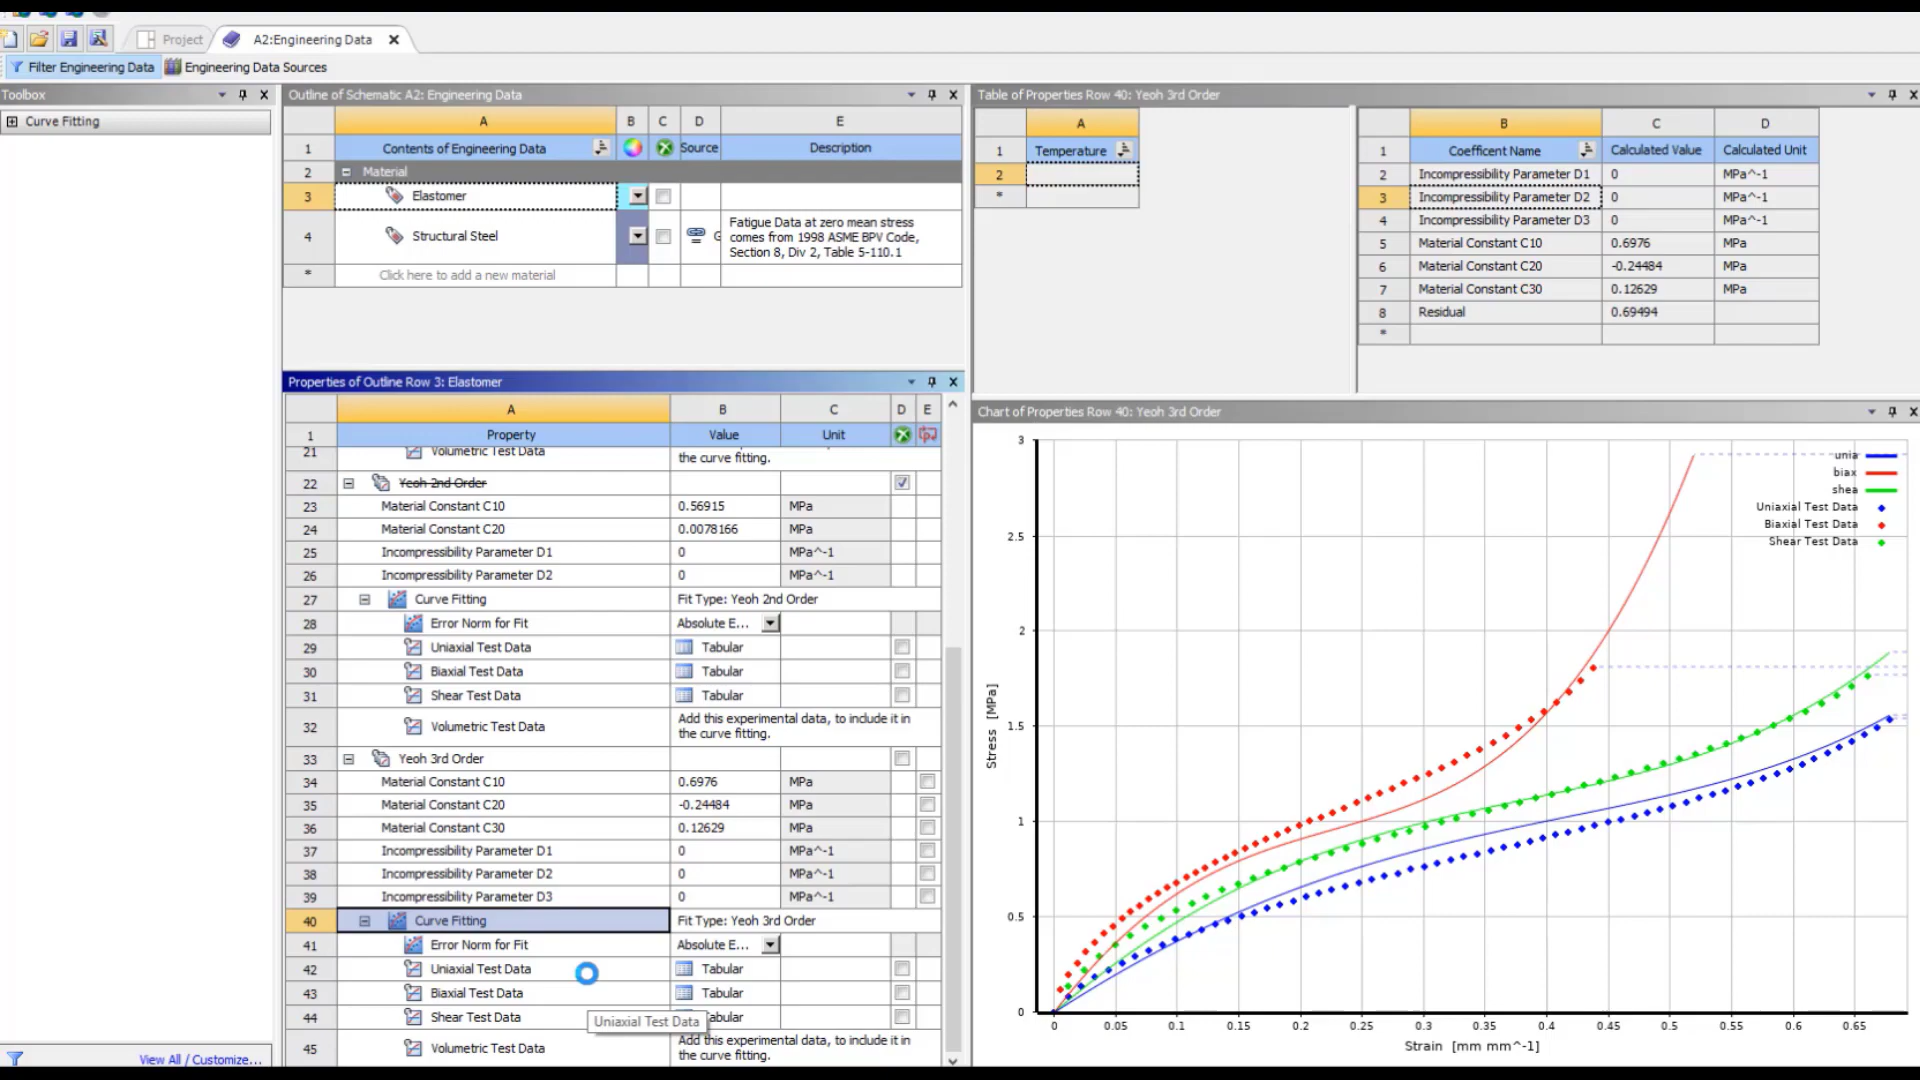 Project
A2:Engineering Data
Filter Engineering Data
Engineering Data Sources
Toolbox
Curve Fitting
View All / Customize...
Outline of Schematic A2: Engineering Data
A B C D E
1 Contents of Engineering Data Source Description
2 Material
3 Elastomer
4 Structural Steel
Fatigue Data at zero mean stress
comes from 1998 ASME BPV Code,
Section 8, Div 2, Table 5-110.1
* Click here to add a new material
Properties of Outline Row 3: Elastomer
A B C D E
1 Property Value Unit
21 Volumetric Test Data
the curve fitting.
22 Yeoh 2nd Order
23 Material Constant C10 0.56915 MPa
24 Material Constant C20 0.0078166 MPa
25 Incompressibility Parameter D1 0 MPa^-1
26 Incompressibility Parameter D2 0 MPa^-1
27 Curve Fitting Fit Type: Yeoh 2nd Order
28 Error Norm for Fit Absolute E...
29 Uniaxial Test Data Tabular
30 Biaxial Test Data Tabular
31 Shear Test Data Tabular
32 Volumetric Test Data
Add this experimental data, to include it in
the curve fitting.
33 Yeoh 3rd Order
34 Material Constant C10 0.6976 MPa
35 Material Constant C20 -0.24484 MPa
36 Material Constant C30 0.12629 MPa
37 Incompressibility Parameter D1 0 MPa^-1
38 Incompressibility Parameter D2 0 MPa^-1
39 Incompressibility Parameter D3 0 MPa^-1
40 Curve Fitting Fit Type: Yeoh 3rd Order
41 Error Norm for Fit Absolute E...
42 Uniaxial Test Data Tabular
43 Biaxial Test Data Tabular
44 Shear Test Data abular
Uniaxial Test Data
45 Volumetric Test Data
Add this experimental data, to include it in
the curve fitting.
Table of Properties Row 40: Yeoh 3rd Order
A
1 Temperature
2
*
B C D
1 Coefficent Name Calculated Value Calculated Unit
2 Incompressibility Parameter D1 0 MPa^-1
3 Incompressibility Parameter D2 0 MPa^-1
4 Incompressibility Parameter D3 0 MPa^-1
5 Material Constant C10 0.6976 MPa
6 Material Constant C20 -0.24484 MPa
7 Material Constant C30 0.12629 MPa
8 Residual 0.69494
*
Chart of Properties Row 40: Yeoh 3rd Order
3
2.5
2
1.5
1
0.5
0
Stress [MPa]
unia
biax
shea
Uniaxial Test Data
Biaxial Test Data
Shear Test Data
0 0.05 0.1 0.15 0.2 0.25 0.3 0.35 0.4 0.45 0.5 0.55 0.6 0.65
Strain [mm mm^-1]